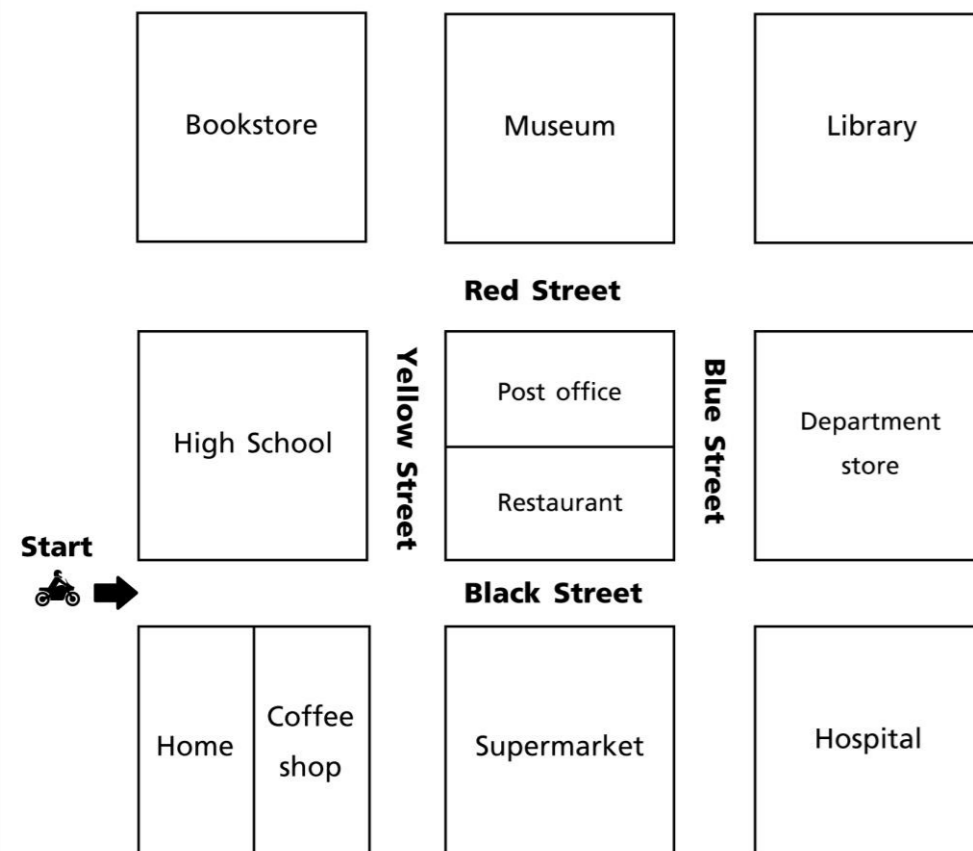 Bookstore
Museum
Library
Red Street
High School
Yellow Street
Post office
Restaurant
Blue Street
Department
store
Start
Black Street
Home
Coffee
shop
Supermarket
Hospital